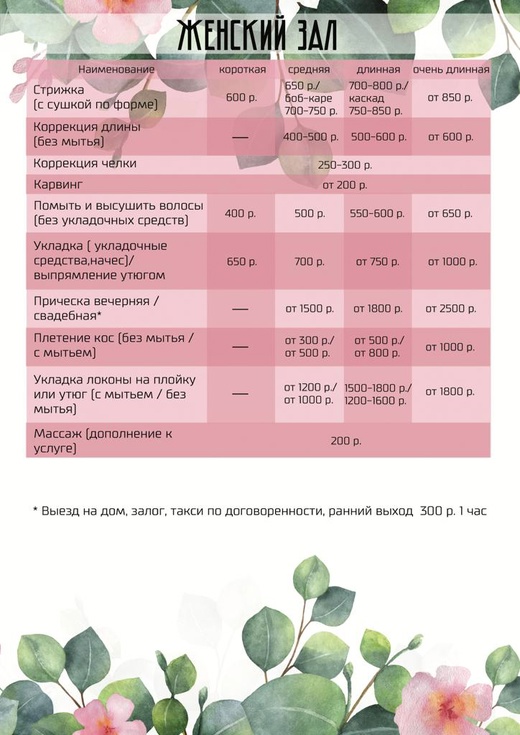 ЖЕНСКИЙ ЗАЛ
Наименование короткая средняя длинная очень длинная
Стрижка
(с сушкой по форме)
600 р.
650 р./
боб-каре
700-750 р.
700-800 р./
каскад
750-850 р.
от 850 р.
Коррекция длины
(без мытья)
— 400-500 р. 500-600 р. от 600 р.
Коррекция челки 250-300 р.
Карвинг от 200 р.
Помыть и высушить волосы
(без укладочных средств)
400 р. 500 р. 550-600 р. от 650 р.
Укладка ( укладочные
средства,начес)/
выпрямление утюгом
650 р. 700 р. от 750 р. от 1000 р.
Прическа вечерняя /
свадебная*
— от 1500 р. от 1800 р. от 2500 р.
Плетение кос (без мытья /
с мытьем)
—
от 300 р./
от 500 р.
от 500 р./
от 800 р.
от 1000 р.
Укладка локоны на плойку
или утюг (с мытьем / без
мытья)
—
от 1200 р./
от 1000 р.
1500-1800 р./
1200-1600 р.
от 1800 р.
Массаж (дополнение к
услуге)
200 р.
* Выезд на дом, залог, такси по договоренности, ранний выход 300 р. 1 час